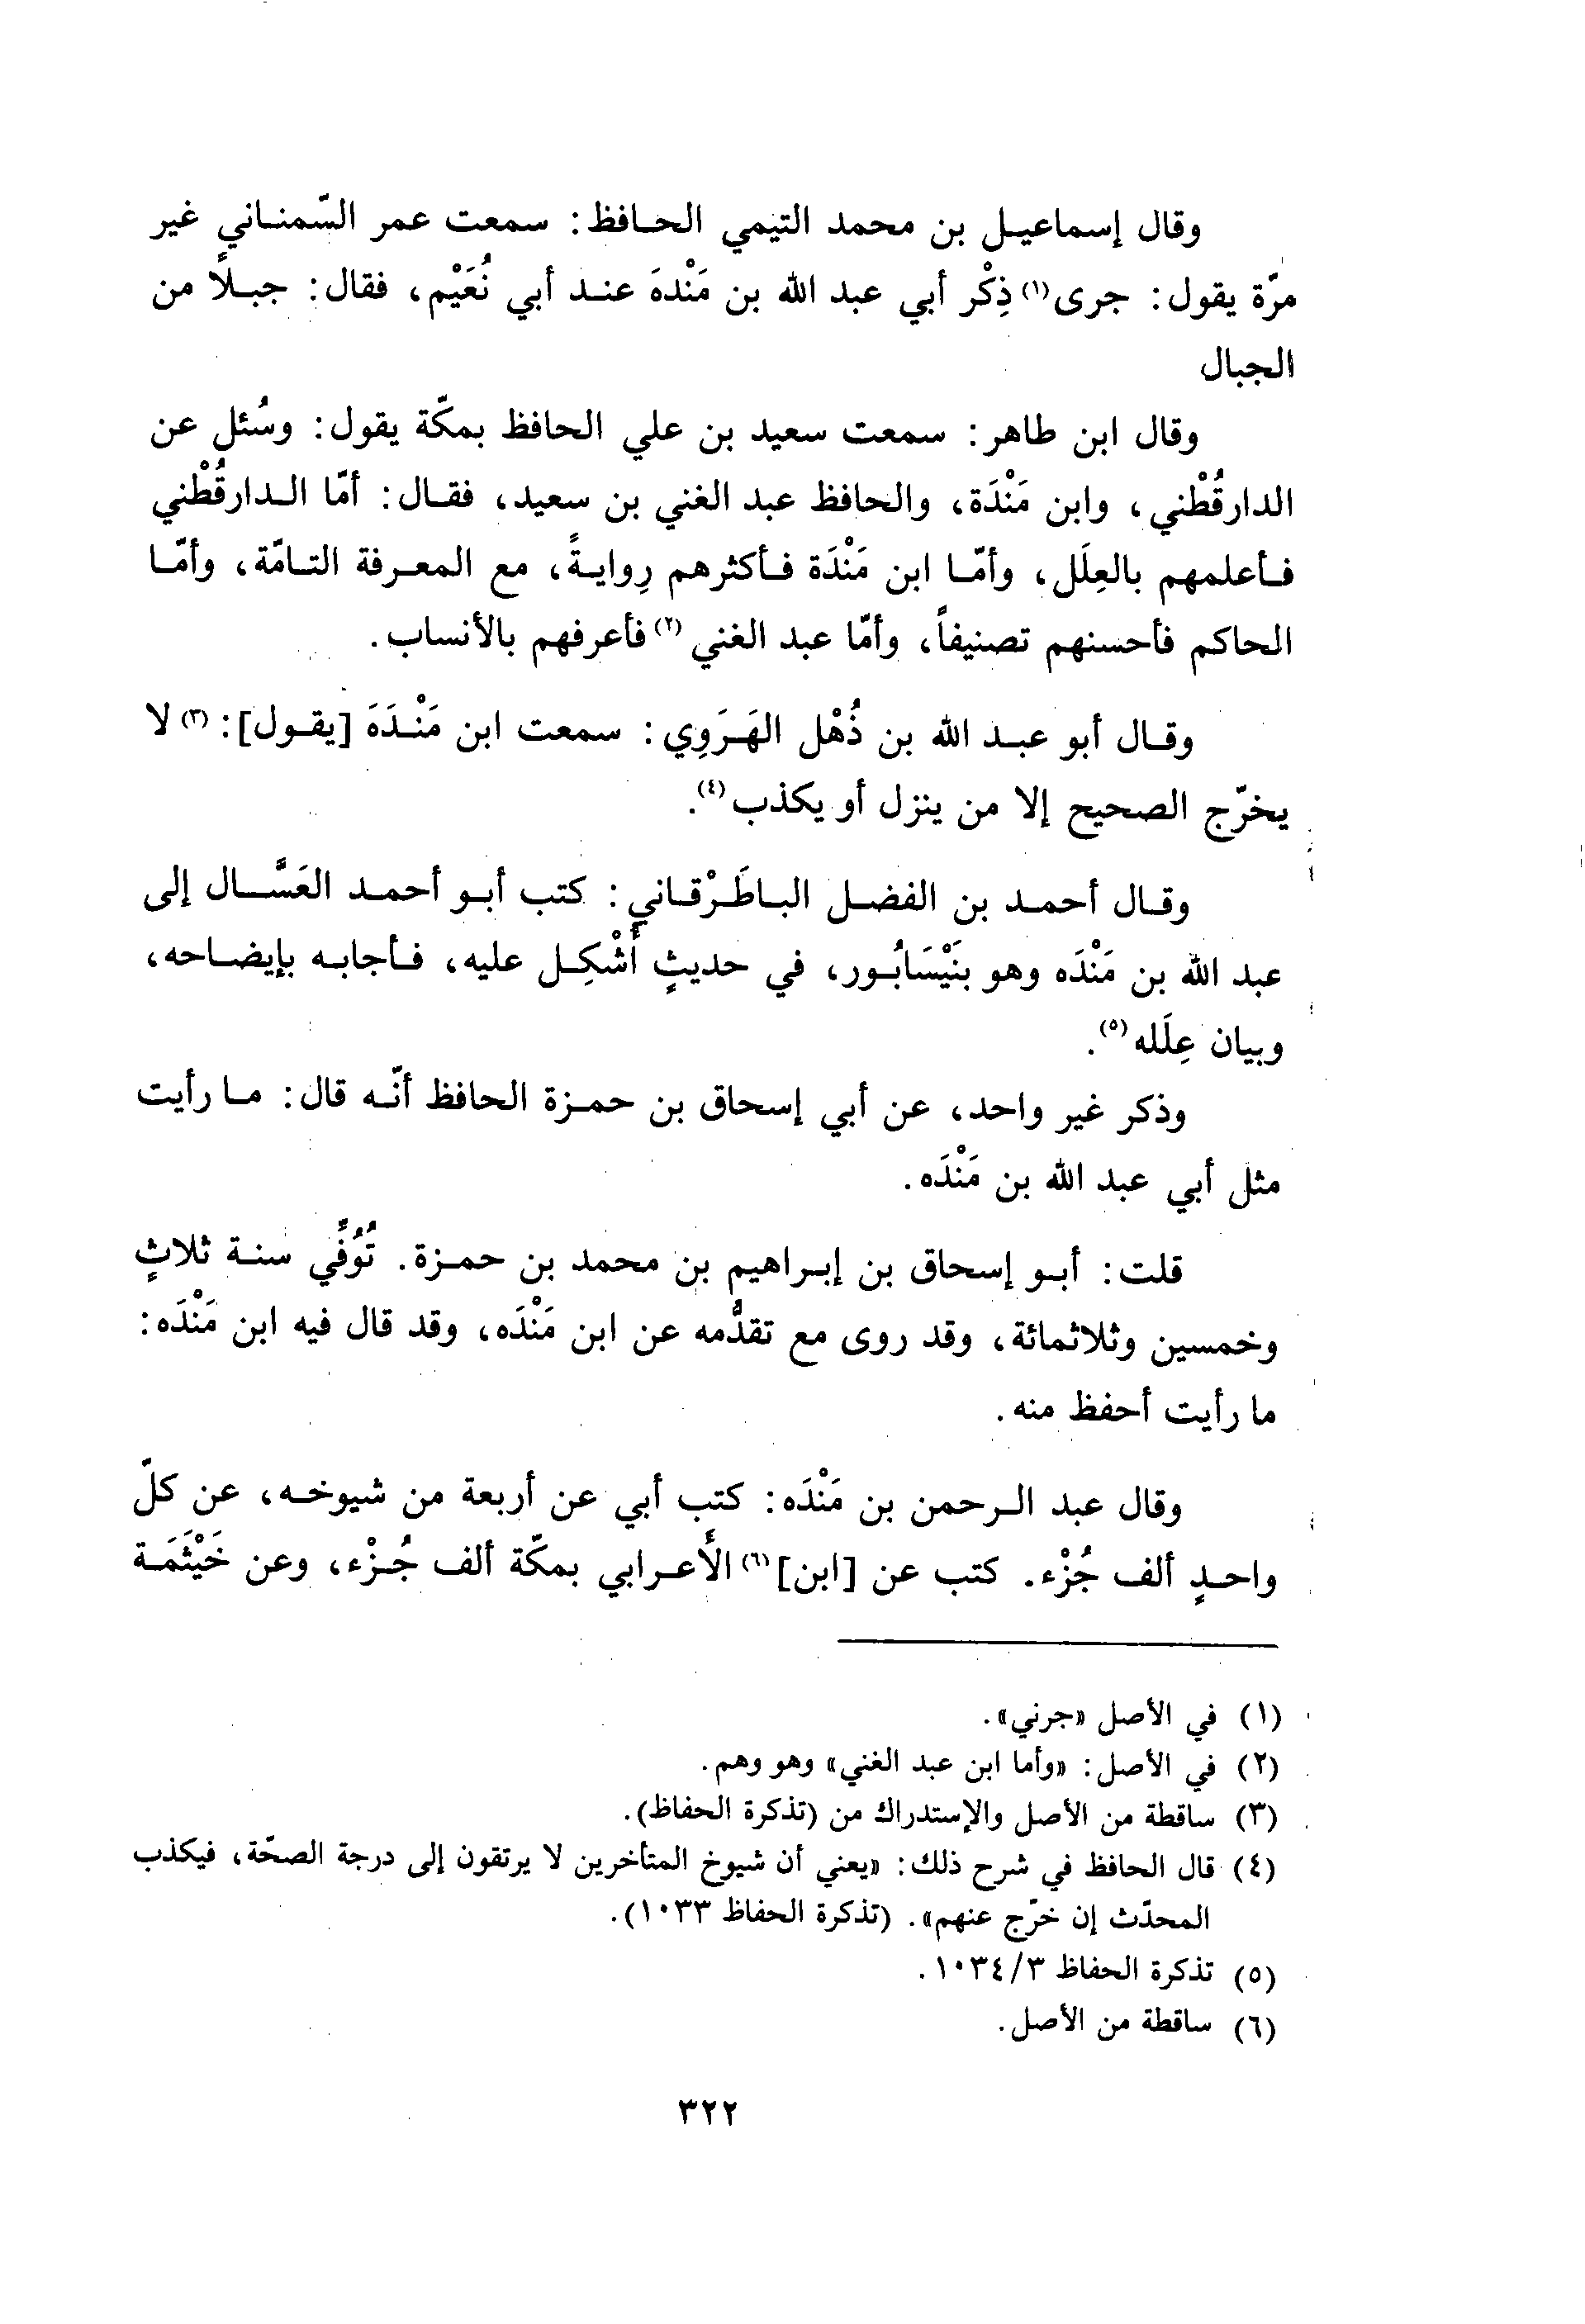 وقال إسماعيل بن محمد التيمي الحافظ: سمعت عمر السّمناني غير
مرّة يقول: جرى(١) ذِكْر أبي عبد الله بن مَنْدهَ عند أبي نُعَيْم، فقال: جبلاً من
الجبال
وقال ابن طاهر: سمعت سعيد بن علي الحافظ بمكّة يقول: وسُئل عن
الدارقُطْني، وابن مَنْدَة، والحافظ عبد الغني بن سعيد، فقال: أمّا الدارقُطْني
فأعلمهم بالعِلَل، وأمّا ابن مَنْدَة فأكثرهم رِوايةً، مع المعرفة التامّة، وأمّا
الحاكم فأحسنهم تصنيفاً، وأمّا عبد الغني(٢) فأعرفهم بالأنساب.
وقال أبو عبد الله بن ذُهْل الهَرَوِي: سمعت ابن مَنْدَهَ [يقول]:(٣) لا
يخرّج الصحيح إلا من ينزل أو يكذب(٤).
وقال أحمد بن الفضل الباطَرْقاني: كتب أبو أحمد العَسَّال إلى
عبد الله بن مَنْدَه وهو بنَيْسَابُور، في حديثٍ أُشْكِل عليه، فأجابه بإيضاحه،
وبيان عِلَله(٥).
وذكر غير واحد، عن أبي إسحاق بن حمزة الحافظ أنّه قال: ما رأيت
مثل أبي عبد الله بن مَنْدَه.
قلت: أبو إسحاق بن إبراهيم بن محمد بن حمزة. تُوُفِّي سنة ثلاثٍ
وخمسين وثلاثمائة، وقد روى مع تقدُّمه عن ابن مَنْدَه، وقد قال فيه ابن مَنْدَه:
ما رأيت أحفظ منه.
وقال عبد الرحمن بن مَنْدَه: كتب أبي عن أربعة من شيوخه، عن كلّ
واحدٍ ألف جُزْء. كتب عن [ابن](٦) الأَعرابي بمكّة ألف جُزْء، وعن خَيْثَمَة
(١) في الأصل «جرني».
(٢) في الأصل: «وأما ابن عبد الغني» وهو وهم.
(٣) ساقطة من الأصل والإستدراك من (تذكرة الحفاظ).
(٤) قال الحافظ في شرح ذلك: «يعني أن شيوخ المتأخرين لا يرتقون إلى درجة الصحّة، فيكذب
المحدّث إن خرّج عنهم». (تذكرة الحفاظ ١٠٣٣).
(٥) تذكرة الحفاظ ١٠٣٤/٣.
(٦) ساقطة من الأصل.
٣٢٢